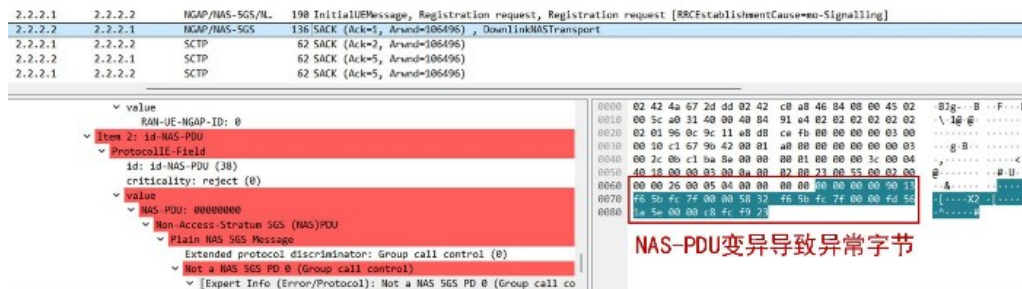 2.2.2.1 2.2.2.2 NGAP/NAS-5GS/N… 190 InitialUEMessage, Registration request, Registration request [RRCEstablishmentCause=mo-Signalling]
2.2.2.2 2.2.2.1 NGAP/NAS-5GS 136 SACK (Ack=1, Arwnd=106496) , DownlinkNASTransport
2.2.2.1 2.2.2.2 SCTP 62 SACK (Ack=2, Arwnd=106496)
2.2.2.2 2.2.2.1 SCTP 62 SACK (Ack=5, Arwnd=106496)
2.2.2.1 2.2.2.2 SCTP 62 SACK (Ack=5, Arwnd=106496)
value
RAN-UE-NGAP-ID: 0
Item 2: id-NAS-PDU
ProtocolIE-Field
id: id-NAS-PDU (38)
criticality: reject (0)
value
NAS-PDU: 00000000
Non-Access-Stratum 5GS (NAS)PDU
Plain NAS 5GS Message
Extended protocol discriminator: Group call control (0)
Not a NAS 5GS PD 0 (Group call control)
[Expert Info (Error/Protocol): Not a NAS 5GS PD 0 (Group call co
0000 02 42 4a 67 2d dd 02 42 c0 a8 46 84 08 00 45 02
0010 00 5c a0 31 40 00 40 84 91 e4 02 02 02 02 02 02
0020 02 01 96 0c 9c 11 e8 d8 ce fb 00 00 00 00 03 00
0030 00 10 c1 67 9b 42 00 01 a0 00 00 00 00 00 00 03
0040 00 2c 0b c1 ba 8e 00 00 00 01 00 00 00 3c 00 04
0050 40 18 00 00 03 00 0a 00 02 00 23 00 55 00 02 00
0060 00 00 26 00 05 04 00 00 00 00 00 00 00 00 90 13
0070 f6 5b fc 7f 00 00 58 32 f6 5b fc 7f 00 00 fd 56
0080 1a 5e 00 00 c8 fc f9 23
NAS-PDU变异导致异常字节